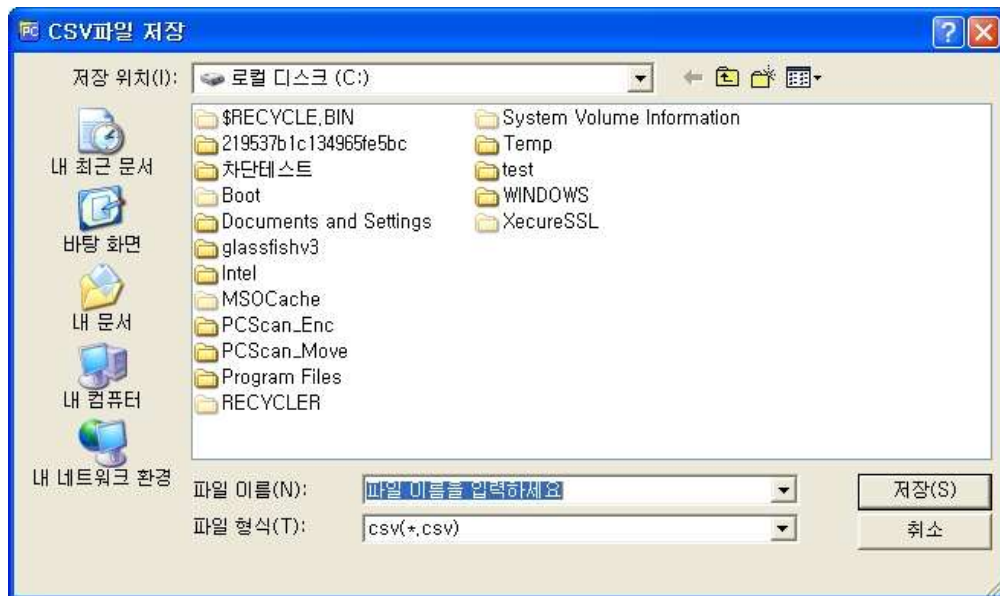 PC CSV파일 저장
저장 위치(I): 로컬 디스크 (C:)
$RECYCLE.BIN
219537b1c134965fe5bc
차단테스트
Boot
Documents and Settings
glassfishv3
Intel
MSOCache
PCScan_Enc
PCScan_Move
Program Files
RECYCLER
System Volume Information
Temp
test
WINDOWS
XecureSSL
내 최근 문서
바탕 화면
내 문서
내 컴퓨터
내 네트워크 환경
파일 이름(N): 파일 이름을 입력하세요 저장(S)
파일 형식(T): csv(*.csv) 취소